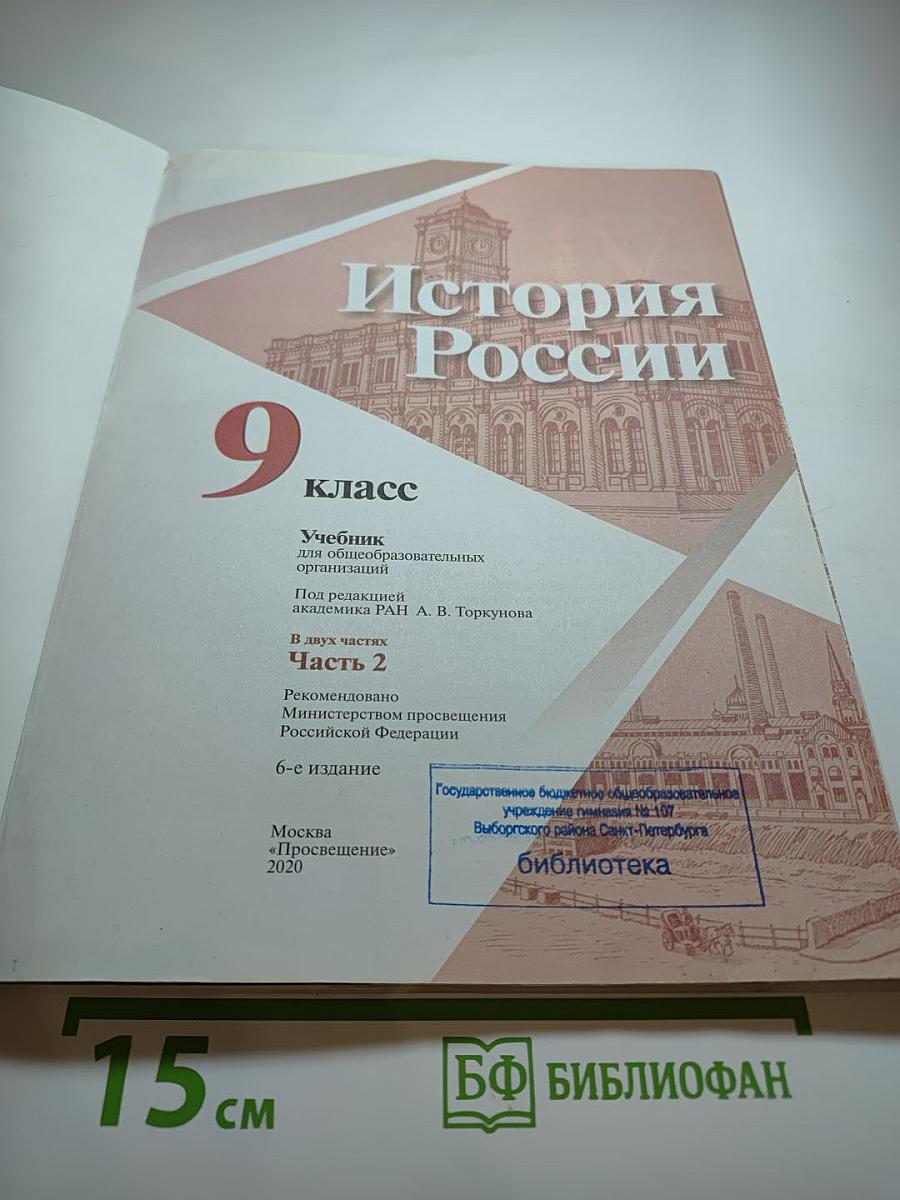 История
России
9
класс
Учебник
для общеобразовательных
организаций
Под редакцией
академика РАН А. В. Торкунова
В двух частях
Часть 2
Рекомендовано
Министерством просвещения
Российской Федерации
6-е издание
Москва
«Просвещение»
2020
Государственное бюджетное общеобразовательное
учреждение гимназия № 107
Выборгского района Санкт-Петербурга
библиотека
15 см
БФ БИБЛИОФАН